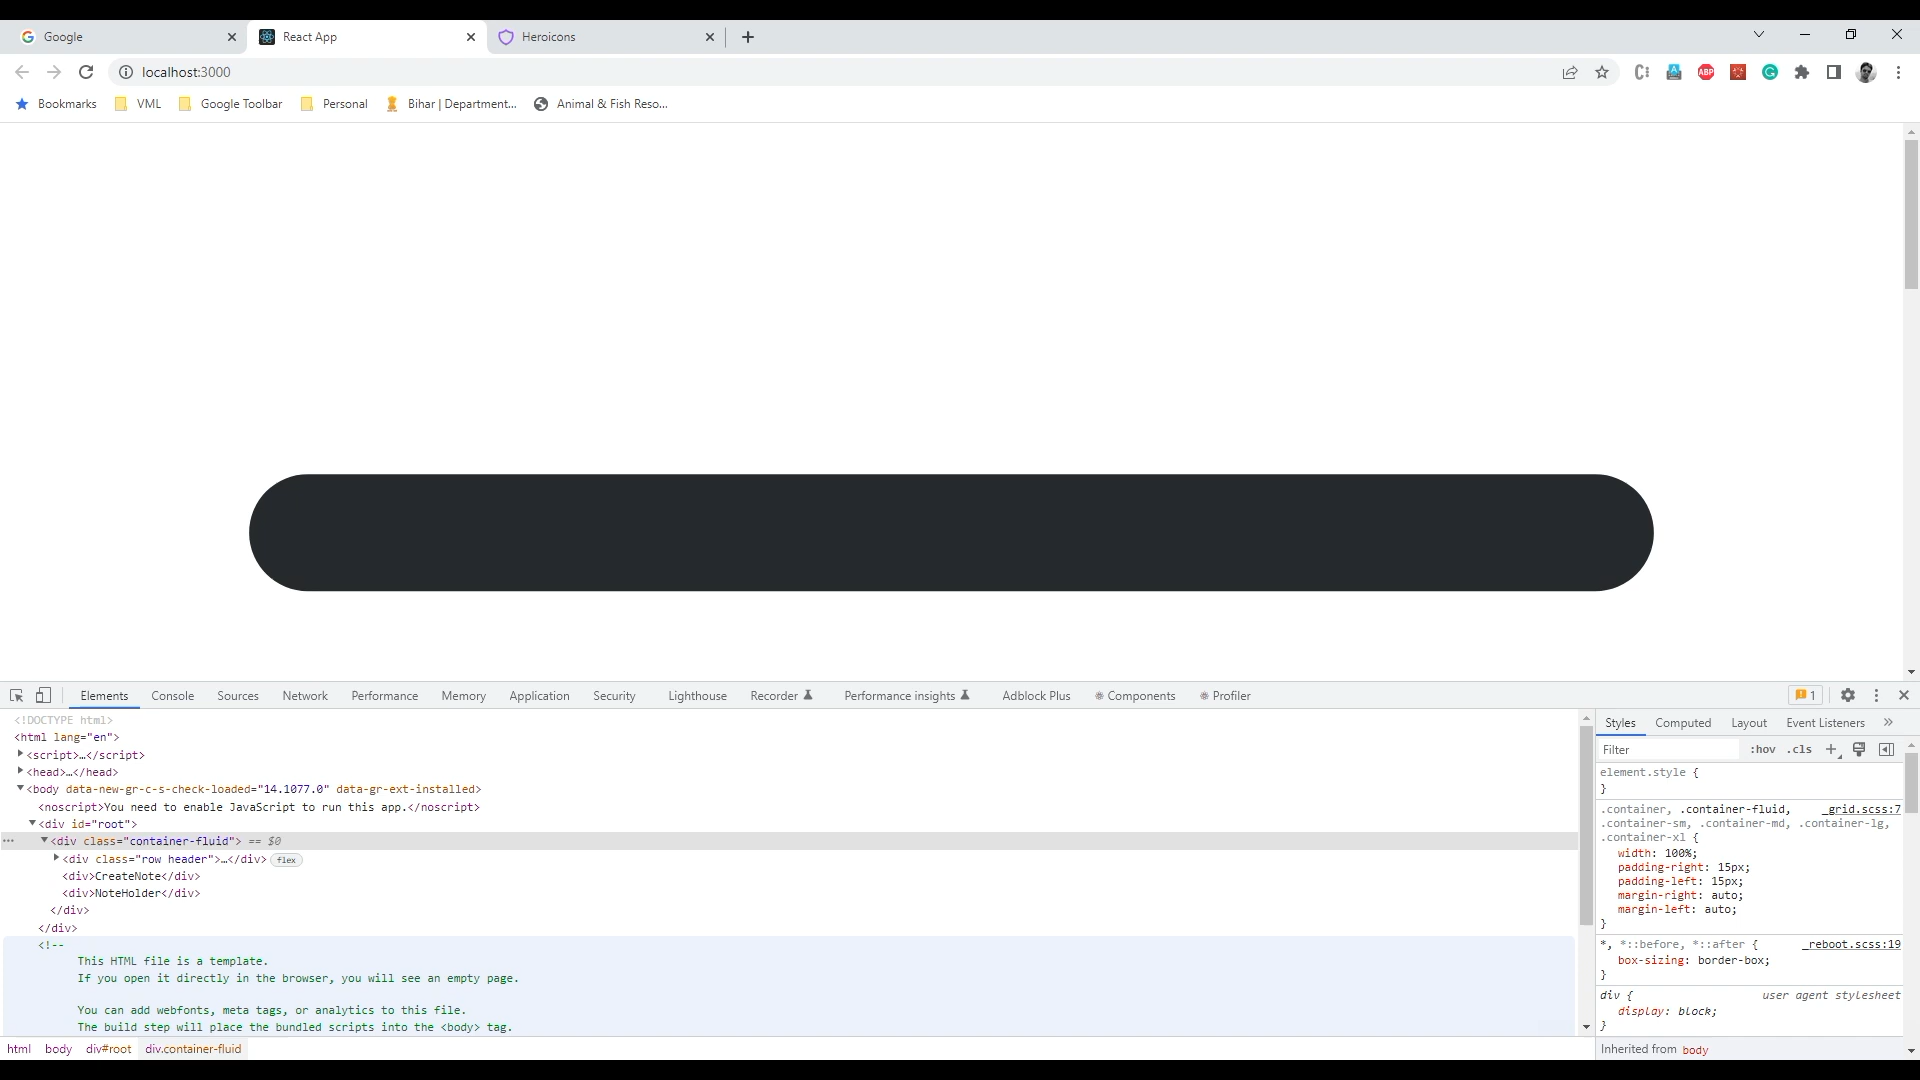 Google
React App
Heroicons
localhost:3000
ABP
Bookmarks
VML
Google Toolbar
Personal
Bihar | Department...
Animal & Fish Reso...
Elements
Console
Sources
Network
Performance
Memory
Application
Security
Lighthouse
Recorder
Performance insights
Adblock Plus
Components
Profiler
1
<!DOCTYPE html>
<html lang="en">
<script>…</script>
<head>…</head>
<body data-new-gr-c-s-check-loaded="14.1077.0" data-gr-ext-installed>
<noscript>You need to enable JavaScript to run this app.</noscript>
<div id="root">
<div class="container-fluid"> == $0
<div class="row header">…</div> flex
<div>CreateNote</div>
<div>NoteHolder</div>
</div>
</div>
<!--
This HTML file is a template.
If you open it directly in the browser, you will see an empty page.
You can add webfonts, meta tags, or analytics to this file.
The build step will place the bundled scripts into the <body> tag.
html body div#root div.container-fluid
Styles Computed Layout Event Listeners
Filter :hov .cls
element.style {
}
.container, .container-fluid, _grid.scss:7
.container-sm, .container-md, .container-lg,
.container-xl {
width: 100%;
padding-right: 15px;
padding-left: 15px;
margin-right: auto;
margin-left: auto;
}
*, *::before, *::after { _reboot.scss:19
box-sizing: border-box;
}
div { user agent stylesheet
display: block;
}
Inherited from body